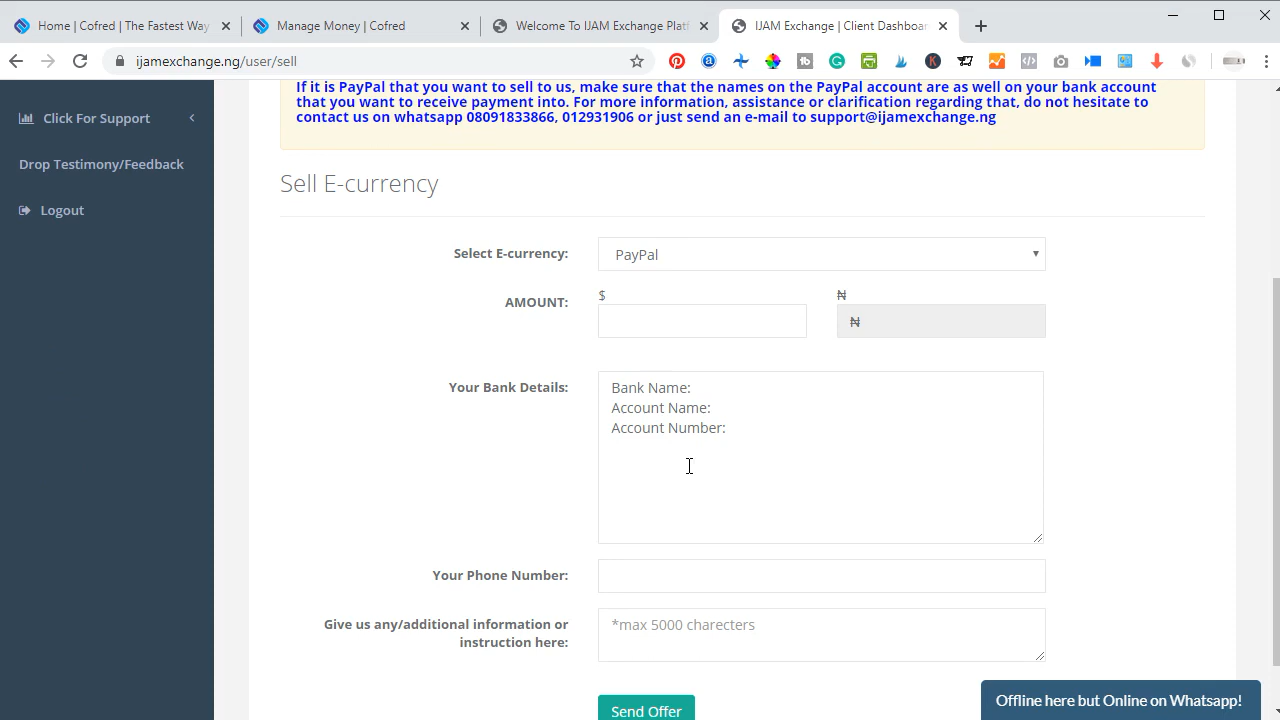 Home | Cofred | The Fastest Way
Manage Money | Cofred
Welcome To IJAM Exchange Platf
IJAM Exchange | Client Dashboar
ijamexchange.ng/user/sell
Click For Support
Drop Testimony/Feedback
Logout
If it is PayPal that you want to sell to us, make sure that the names on the PayPal account are as well on your bank account
that you want to receive payment into. For more information, assistance or clarification regarding that, do not hesitate to
contact us on whatsapp 08091833866, 012931906 or just send an e-mail to support@ijamexchange.ng
Sell E-currency
Select E-currency:
PayPal
AMOUNT:
$
₦
₦
Your Bank Details:
Bank Name:
Account Name:
Account Number:
Your Phone Number:
Give us any/additional information or
instruction here:
*max 5000 charecters
Send Offer
Offline here but Online on Whatsapp!